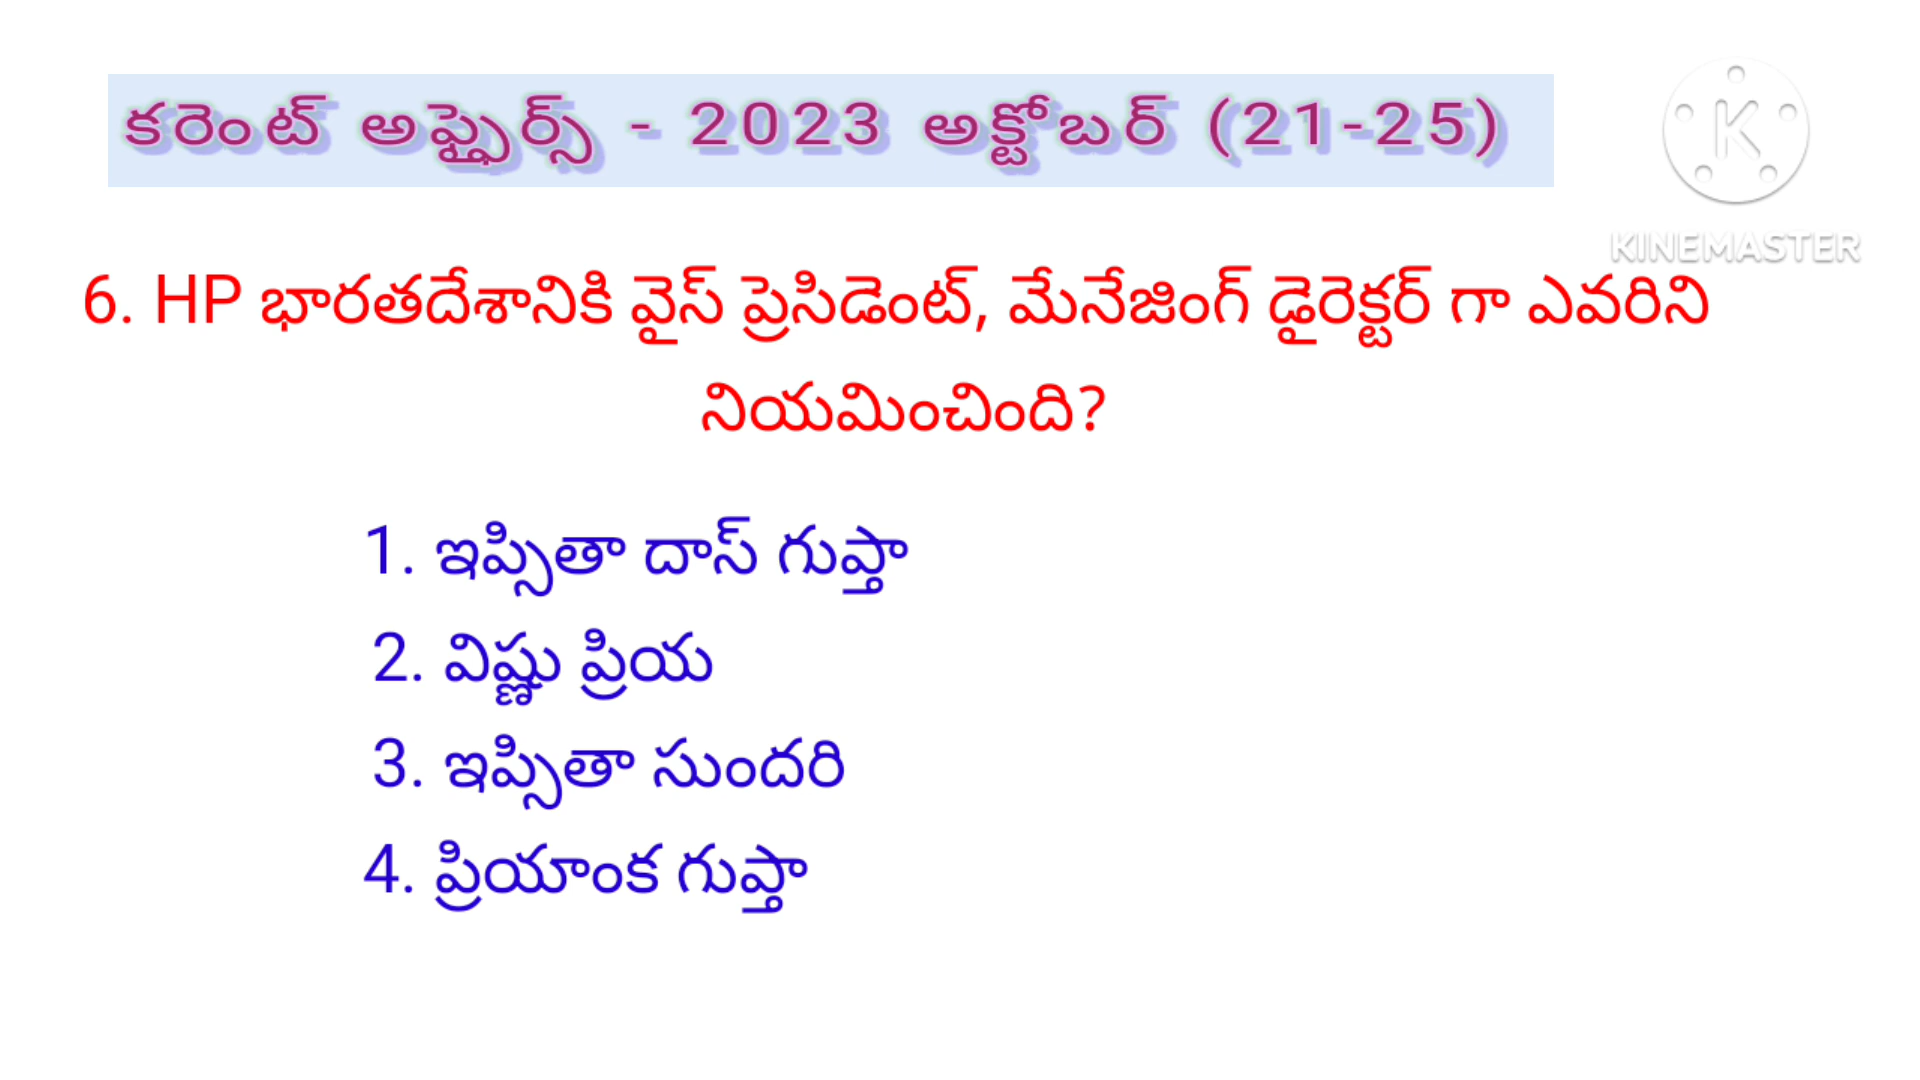 కరెంట్ అఫ్ఫైర్స్ - 2023 అక్టోబర్ (21-25)
KINEMASTER
6. HP భారతదేశానికి వైస్ ప్రెసిడెంట్, మేనేజింగ్ డైరెక్టర్ గా ఎవరిని
నియమించింది?
1. ఇప్సితా దాస్ గుప్తా
2. విష్ణు ప్రియ
3. ఇప్సితా సుందరి
4. ప్రియాంక గుప్తా